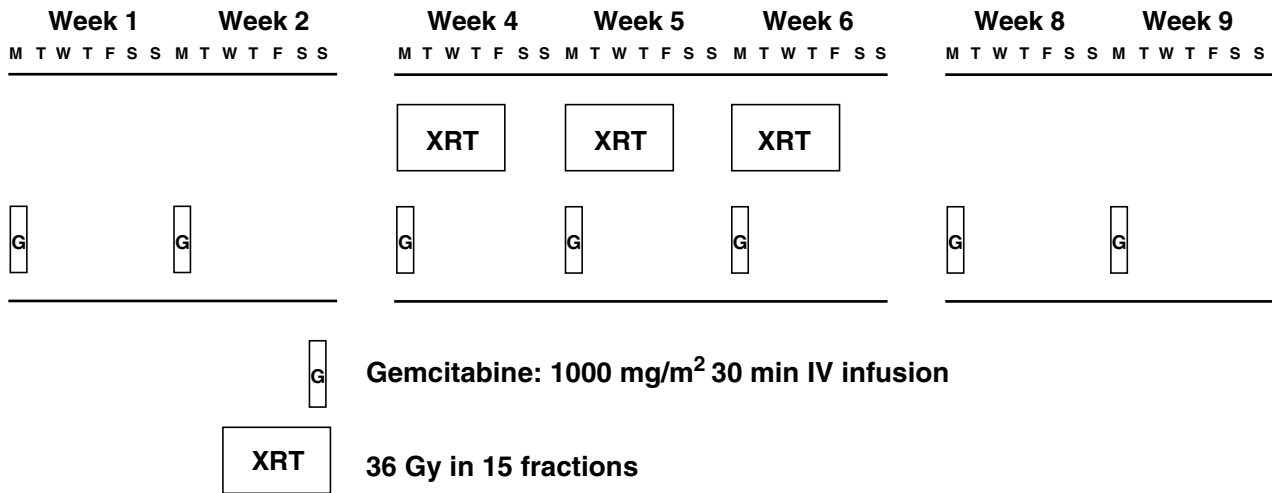 Week 1 Week 2 Week 4 Week 5 Week 6 Week 8 Week 9
M T W T F S S M T W T F S S M T W T F S S M T W T F S S M T W T F S S M T W T F S S M T W T F S S
XRT XRT XRT
G G G G G G G
G Gemcitabine: 1000 mg/m² 30 min IV infusion
XRT 36 Gy in 15 fractions